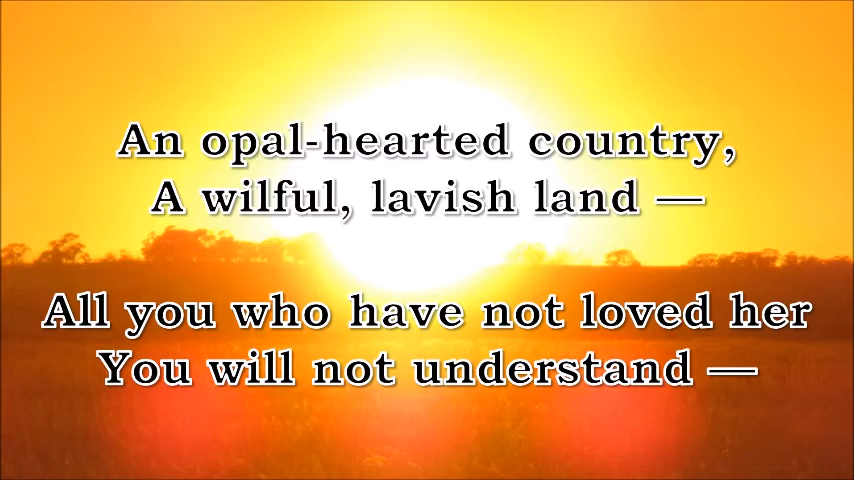 An opal-hearted country,
A wilful, lavish land —
All you who have not loved her
You will not understand —